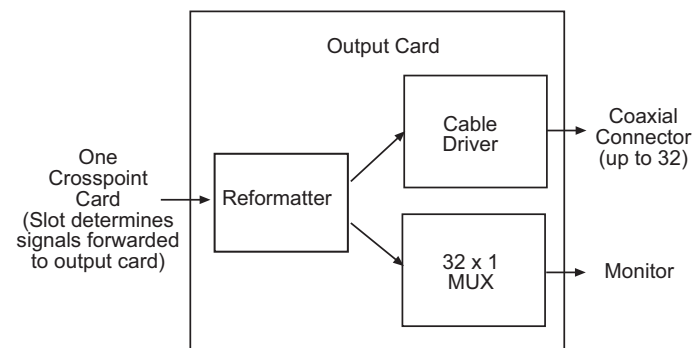 Output Card
One
Crosspoint
Card
(Slot determines
signals forwarded
to output card)
Reformatter
Cable
Driver
Coaxial
Connector
(up to 32)
32 x 1
MUX
Monitor